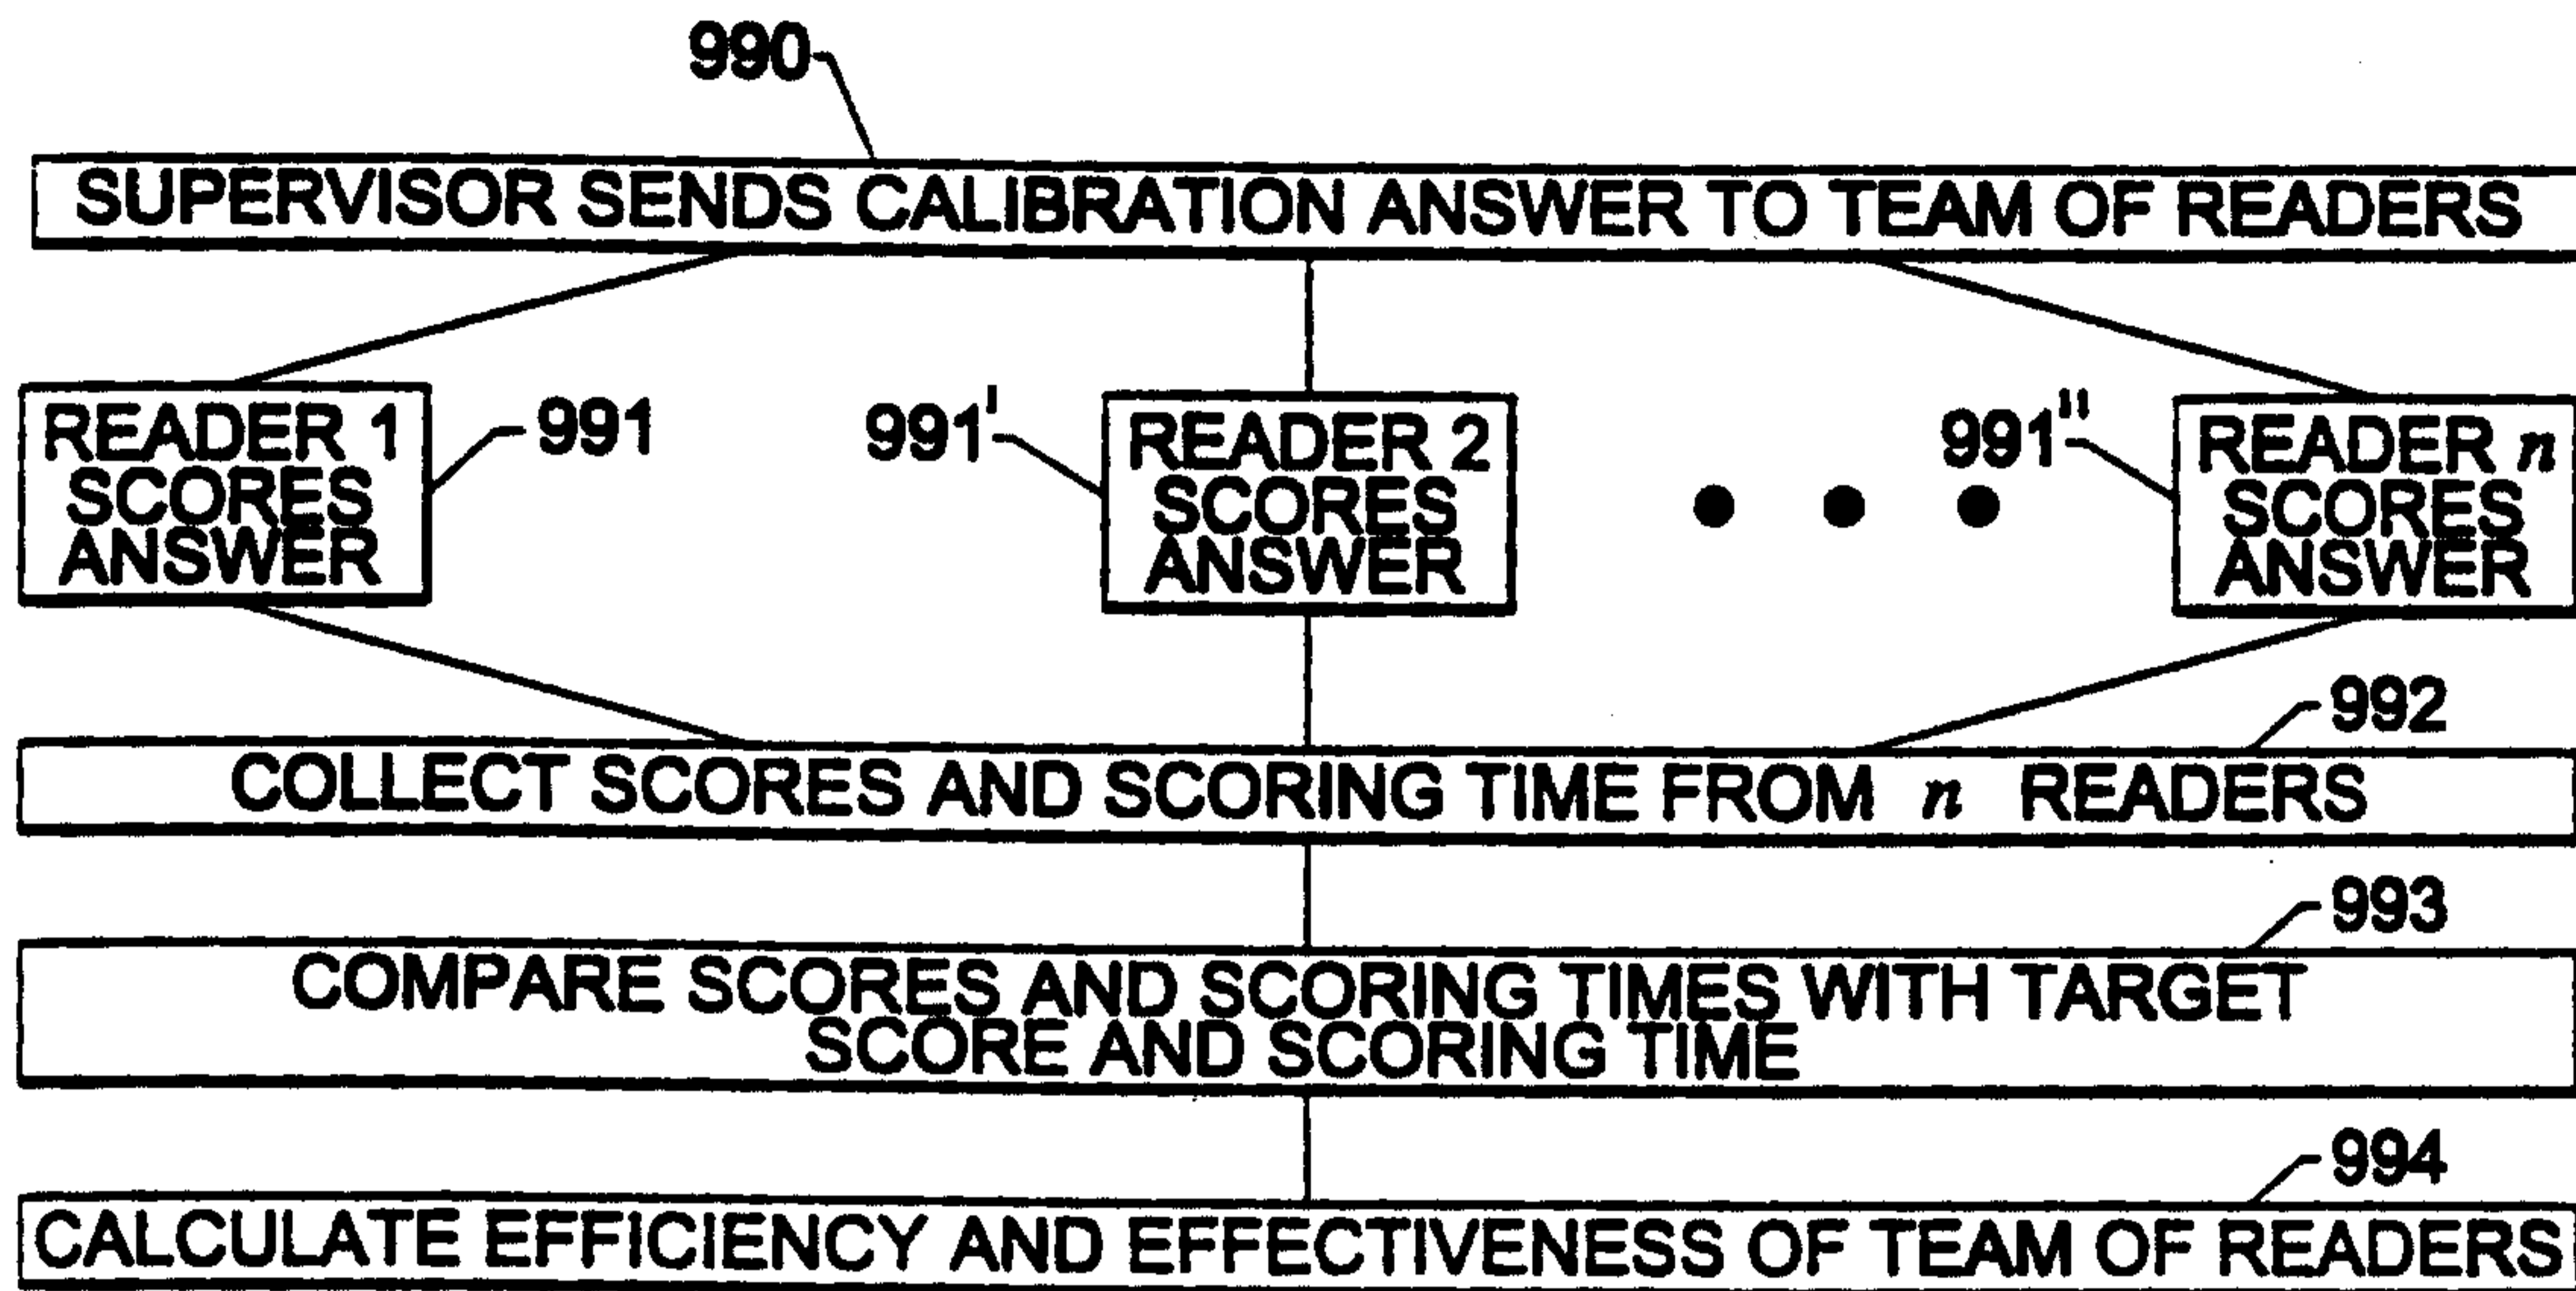 990
SUPERVISOR SENDS CALIBRATION ANSWER TO TEAM OF READERS
READER 1
SCORES
ANSWER
991
991'
READER 2
SCORES
ANSWER
991"
READER n
SCORES
ANSWER
992
COLLECT SCORES AND SCORING TIME FROM n READERS
993
COMPARE SCORES AND SCORING TIMES WITH TARGET
SCORE AND SCORING TIME
994
CALCULATE EFFICIENCY AND EFFECTIVENESS OF TEAM OF READERS